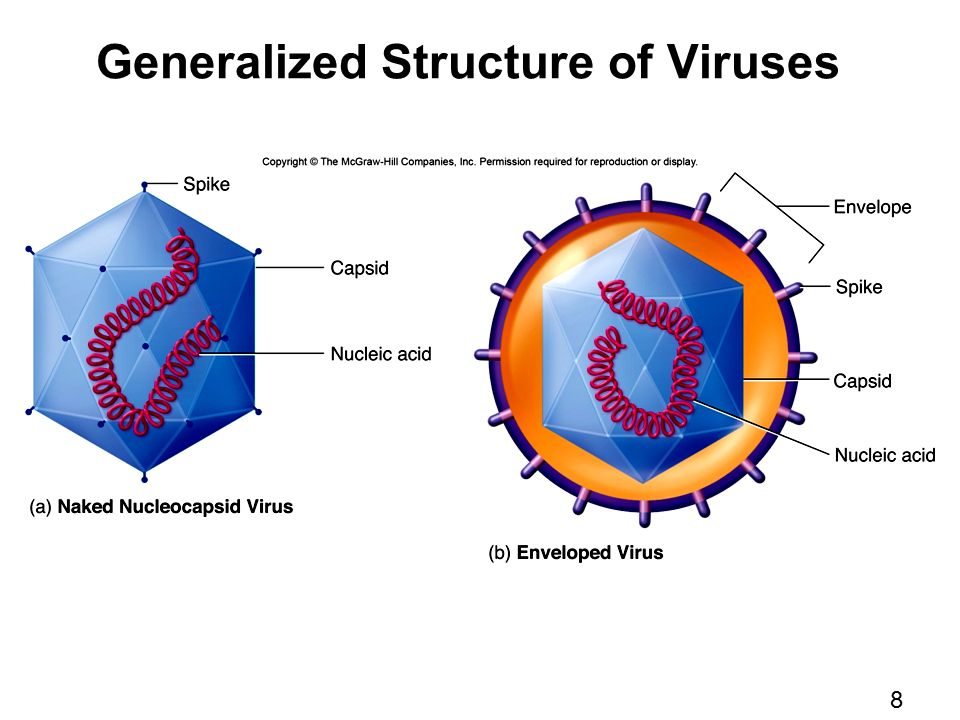 Generalized Structure of Viruses
Copyright © The McGraw-Hill Companies, Inc. Permission required for reproduction or display.
Spike
Capsid
Nucleic acid
(a) Naked Nucleocapsid Virus
Envelope
Spike
Capsid
Nucleic acid
(b) Enveloped Virus
8